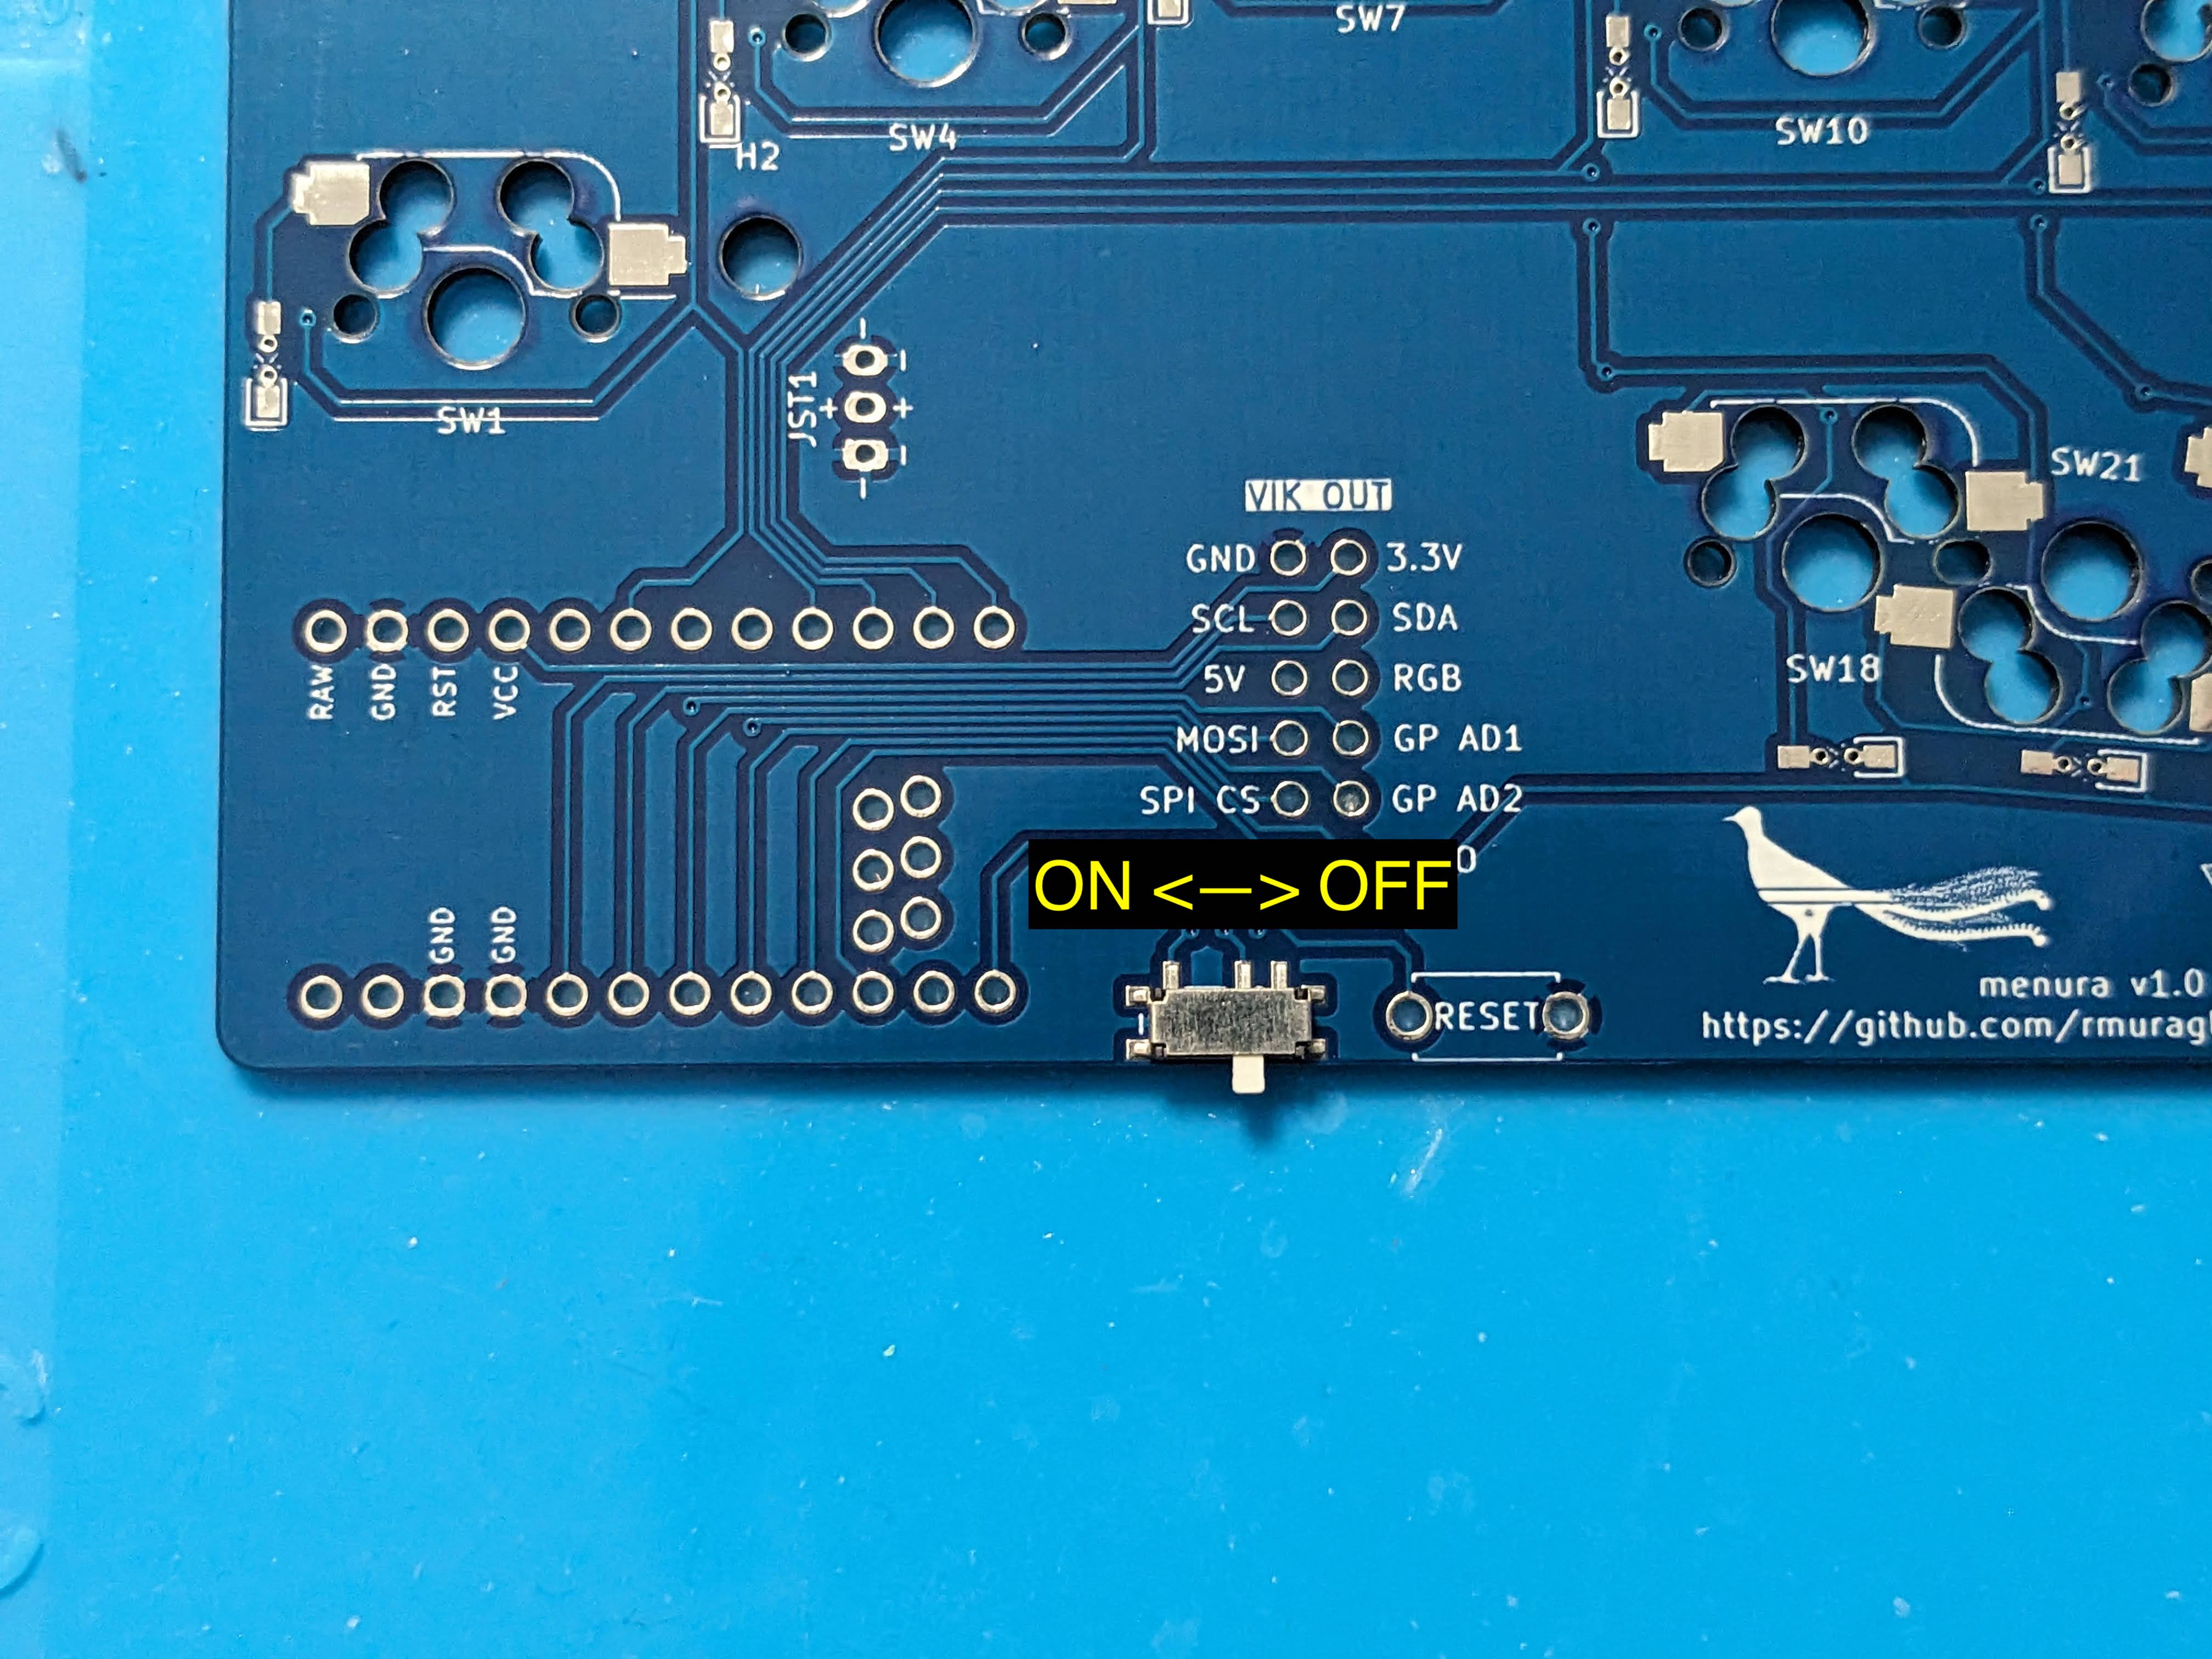 SW7
SW4
SW10
H2
SW1
JST1
- -
+ +
- -
SW21
VIK OUT
GND 3.3V
SCL SDA
5V RGB
MOSI GP AD1
SPI CS GP AD2
SW18
RAW GND RST VCC
ON <—> OFF
GND GND
RESET
menura v1.0
https://github.com/rmurag